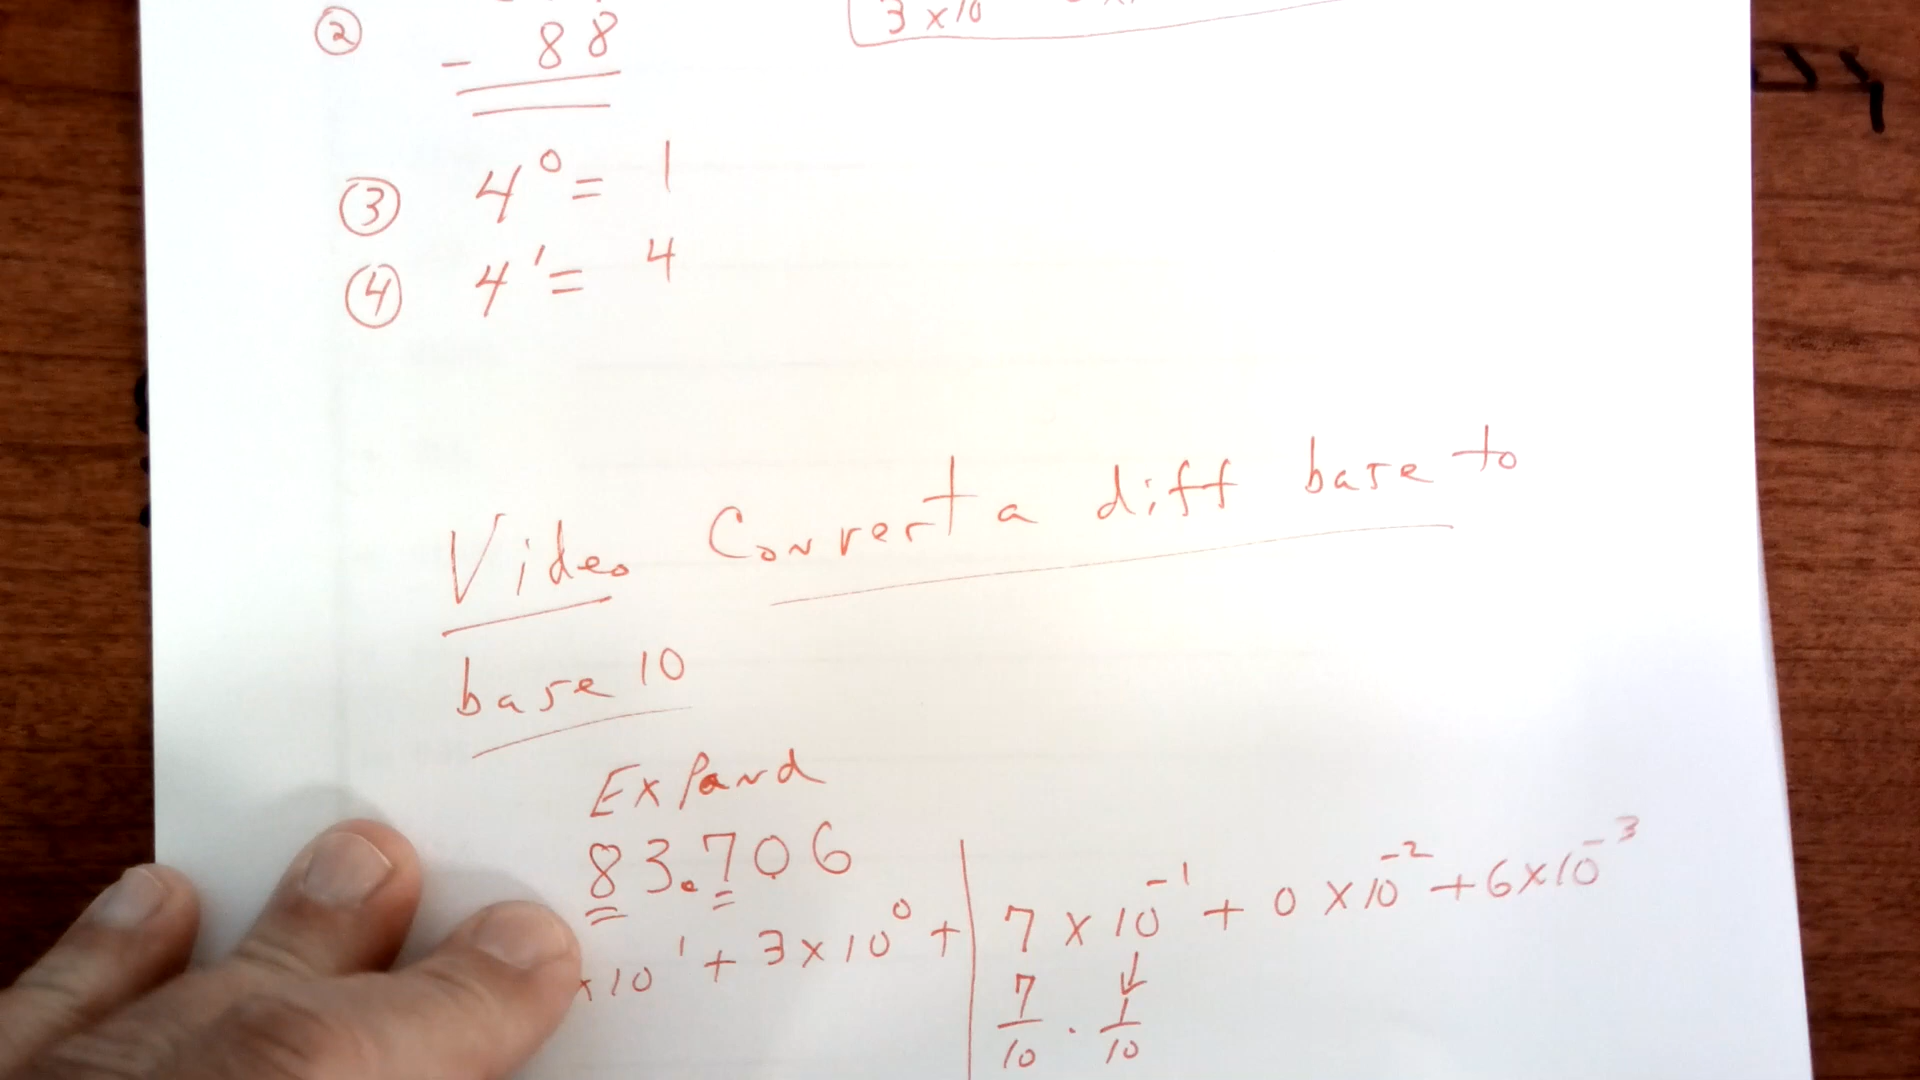 ② - 88
3 x 10
③ 4⁰ = 1
④ 4¹ = 4
Video Convert a diff base to
base 10
Expand
83.706
x10¹ + 3 x 10⁰ + | 7 x 10⁻¹ + 0 x 10⁻² + 6 x 10⁻³
7/10 · 1/10